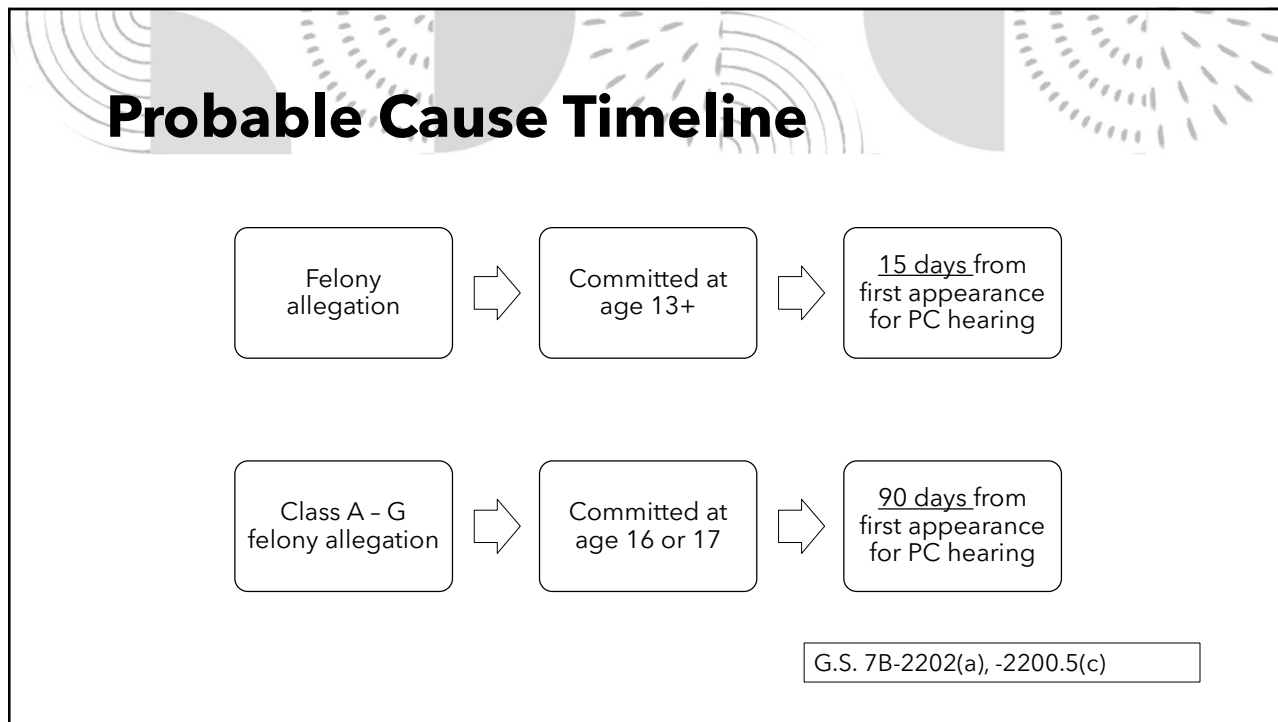 Probable Cause Timeline
Felony
allegation
Committed at
age 13+
15 days from
first appearance
for PC hearing
Class A – G
felony allegation
Committed at
age 16 or 17
90 days from
first appearance
for PC hearing
G.S. 7B-2202(a), -2200.5(c)